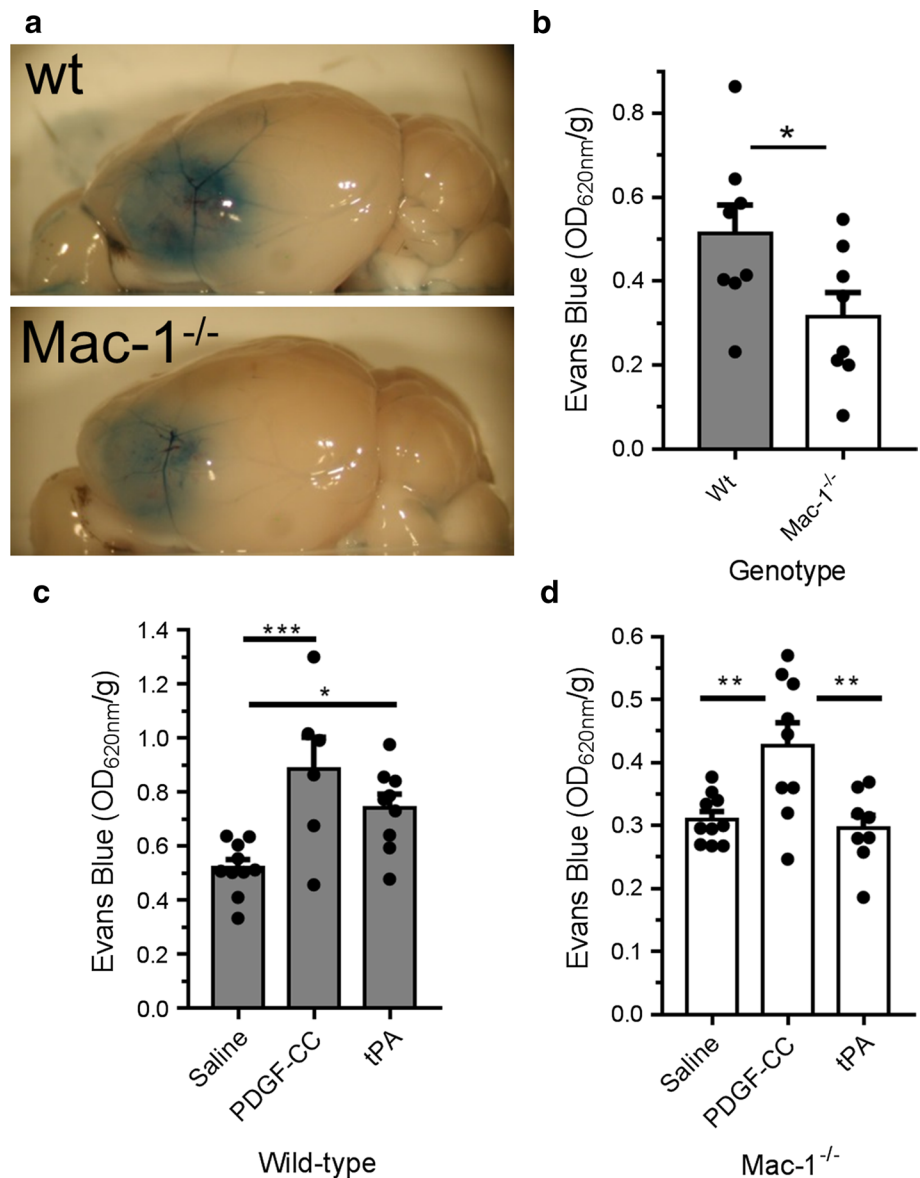 a
wt
Mac-1-/-
b
Evans Blue (OD620nm/g)
0.8
0.6
0.4
0.2
0.0
*
Wt
Mac-1-/-
Genotype
c
Evans Blue (OD620nm/g)
1.4
1.2
1.0
0.8
0.6
0.4
0.2
0.0
***
*
Saline
PDGF-CC
tPA
Wild-type
d
Evans Blue (OD620nm/g)
0.6
0.5
0.4
0.3
0.2
0.1
0.0
**
**
Saline
PDGF-CC
tPA
Mac-1-/-